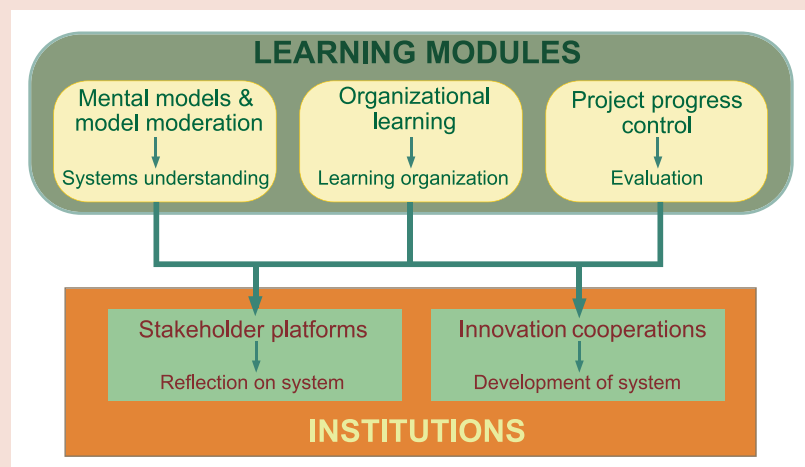 LEARNING MODULES
Mental models &
model moderation
Systems understanding
Organizational
learning
Learning organization
Project progress
control
Evaluation
Stakeholder platforms
Reflection on system
Innovation cooperations
Development of system
INSTITUTIONS